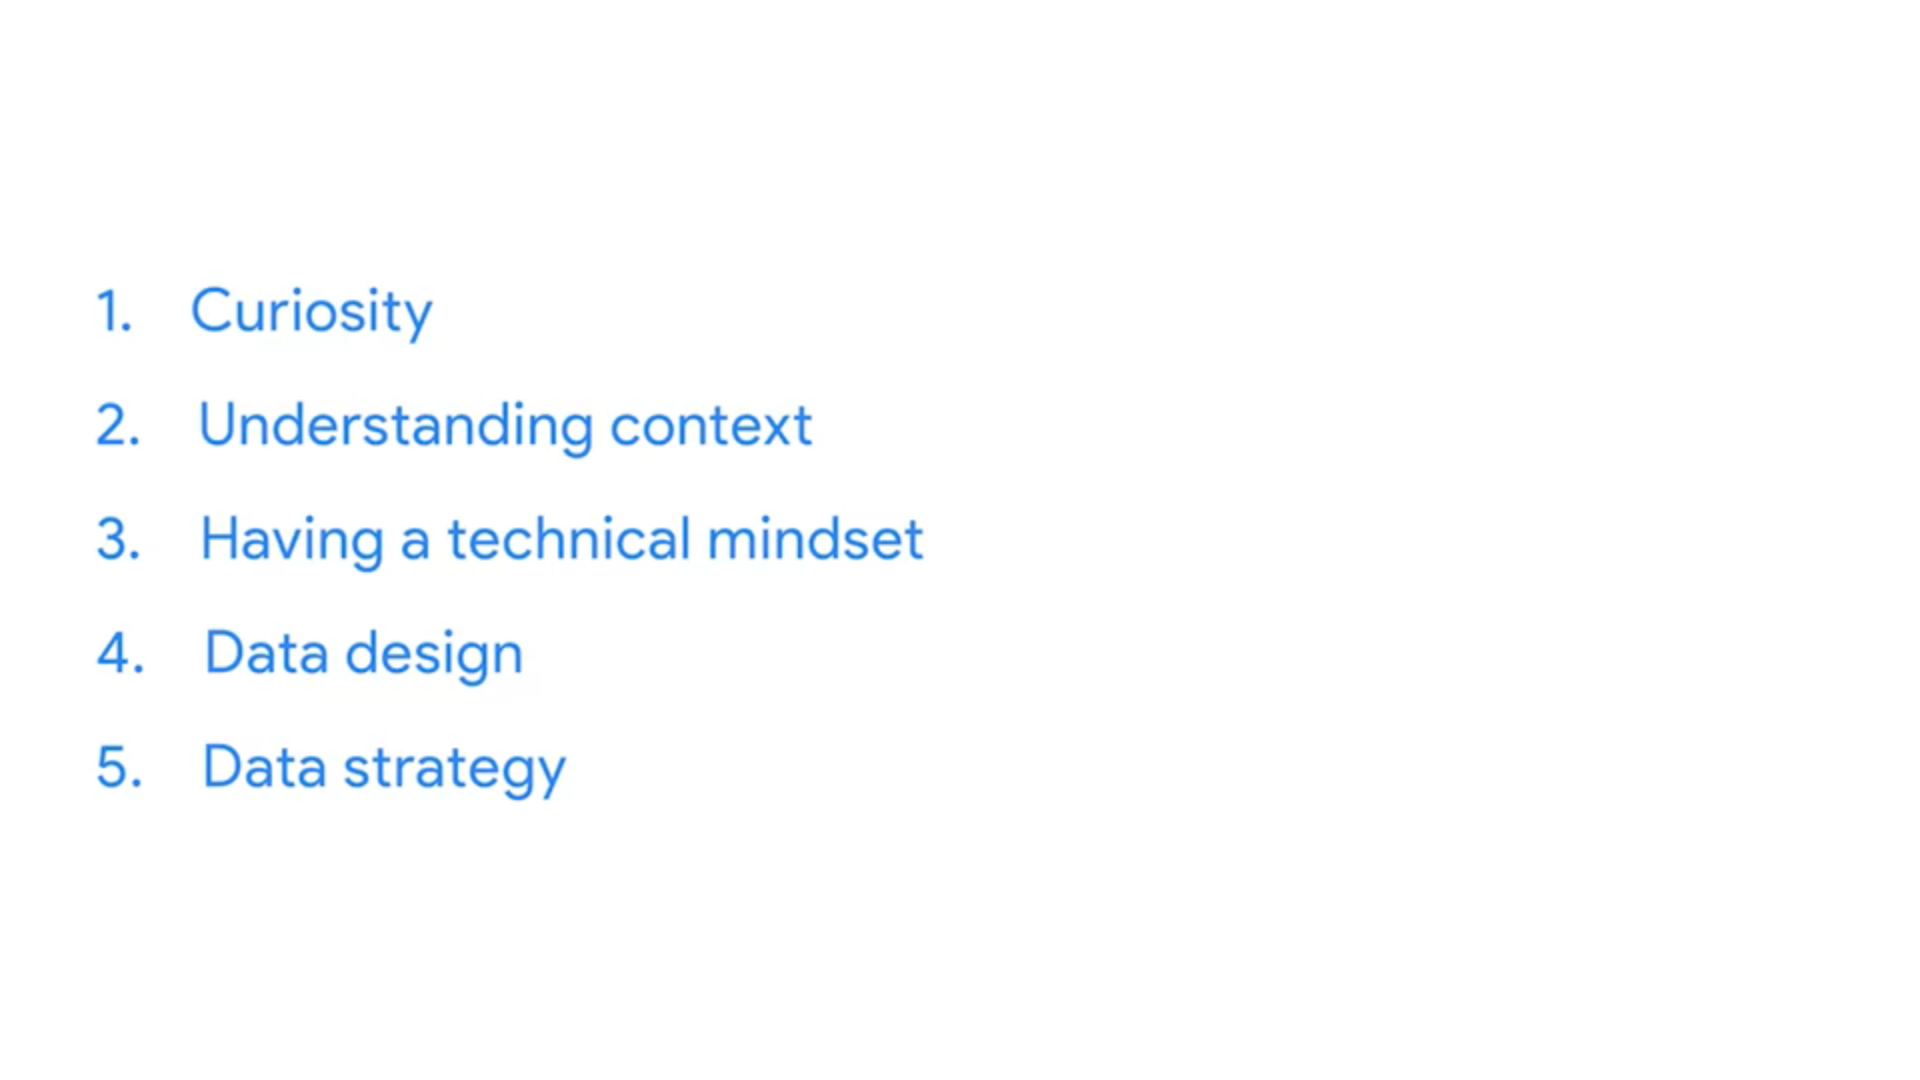 1. Curiosity
2. Understanding context
3. Having a technical mindset
4. Data design
5. Data strategy